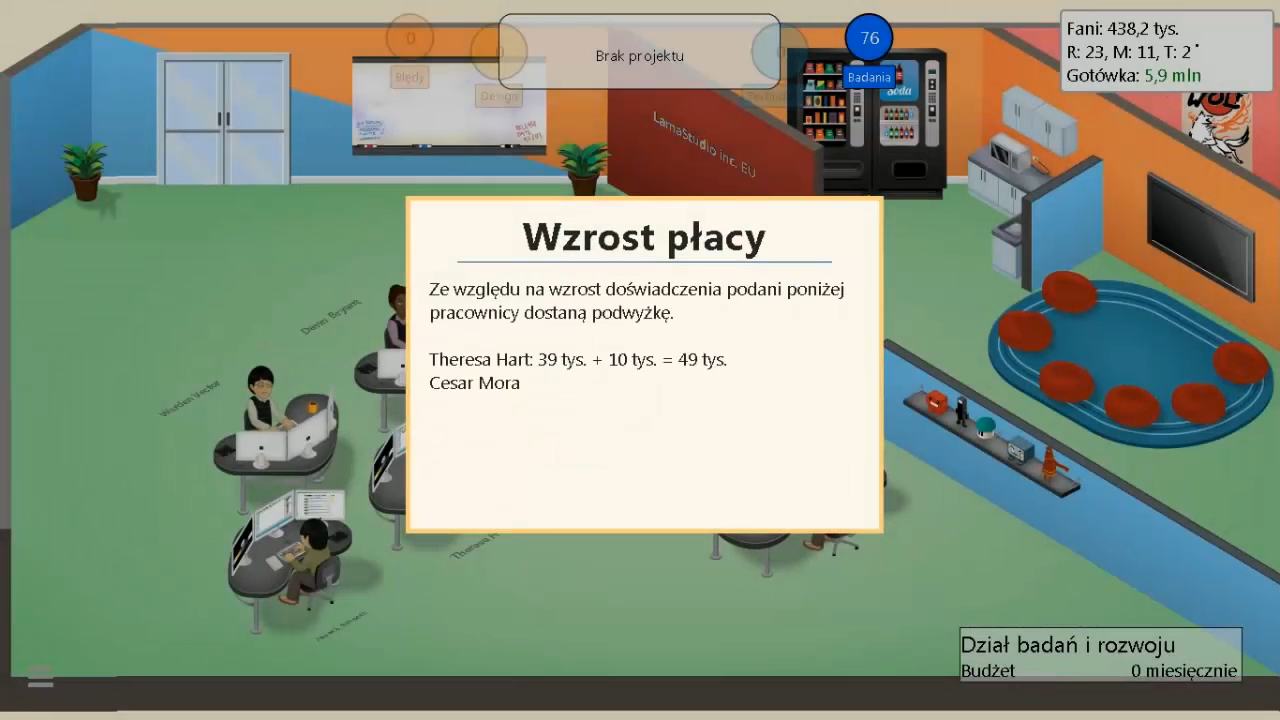 0
0
Brak projektu
76
Błędy
Design
Badania
Fani: 438,2 tys.
R: 23, M: 11, T: 2
Gotówka: 5,9 mln
Soda
LamaStudio inc. EU
Wzrost płacy
Ze względu na wzrost doświadczenia podani poniżej
pracownicy dostaną podwyżkę.
Theresa Hart: 39 tys. + 10 tys. = 49 tys.
Cesar Mora
Dział badań i rozwoju
Budżet 0 miesięcznie